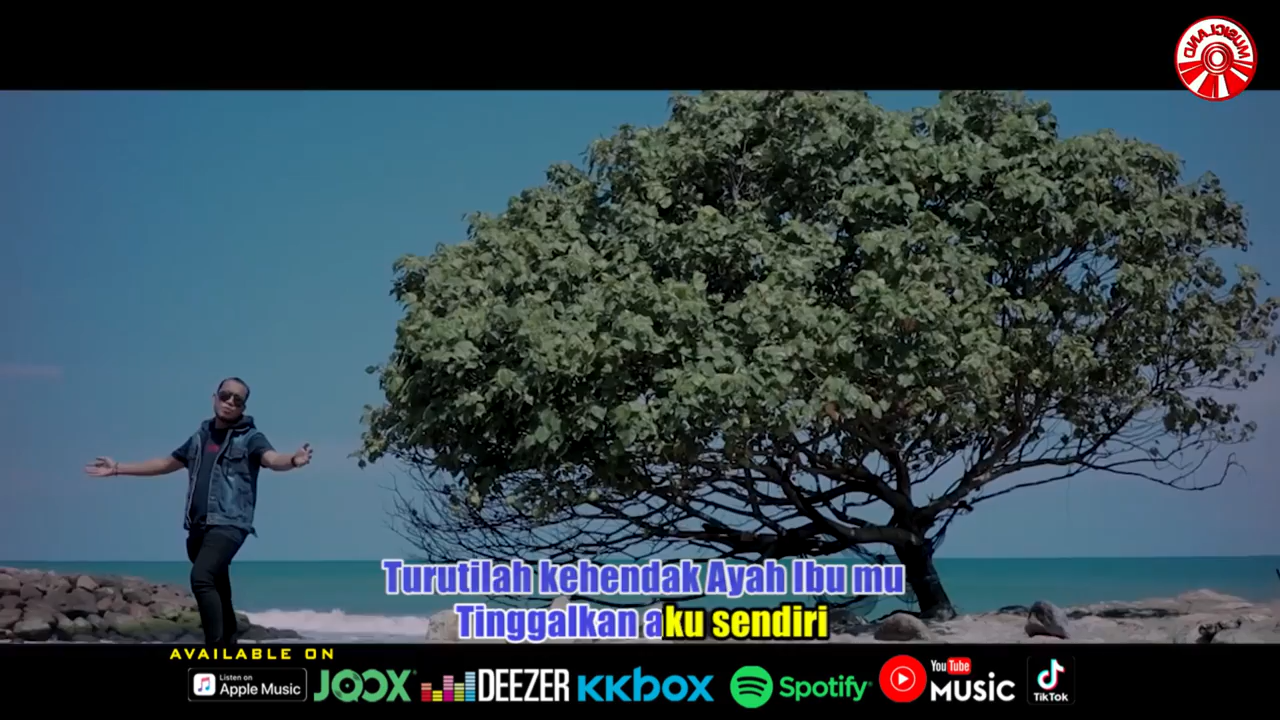 MUSICLAND
Turutilah kehendak Ayah Ibu mu
Tinggalkan aku sendiri
AVAILABLE ON
Listen on
Apple Music
JOOX
DEEZER
KKBOX
Spotify
YouTube
MUSIC
TikTok